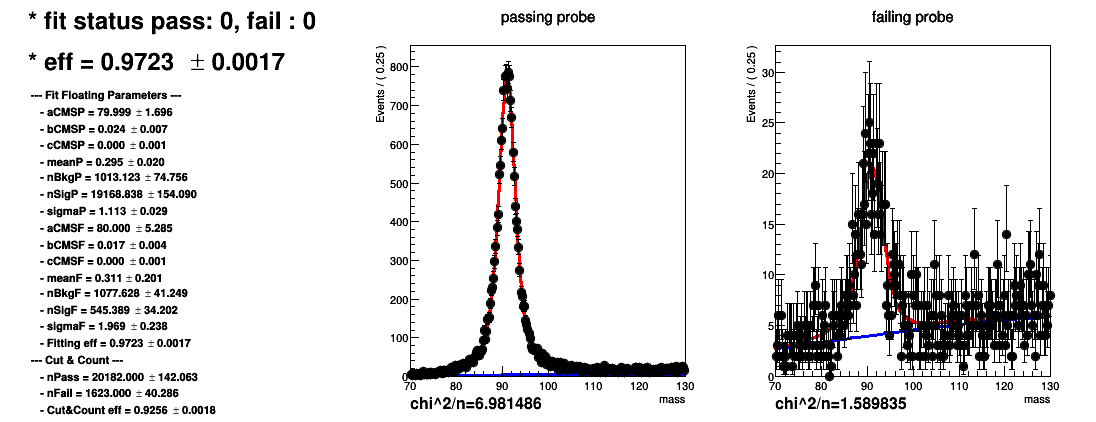 * fit status pass: 0, fail : 0
* eff = 0.9723 ± 0.0017
--- Fit Floating Parameters ---
- aCMSP = 79.999 ± 1.696
- bCMSP = 0.024 ± 0.007
- cCMSP = 0.000 ± 0.001
- meanP = 0.295 ± 0.020
- nBkgP = 1013.123 ± 74.756
- nSigP = 19168.838 ± 154.090
- sigmaP = 1.113 ± 0.029
- aCMSF = 80.000 ± 5.285
- bCMSF = 0.017 ± 0.004
- cCMSF = 0.000 ± 0.001
- meanF = 0.311 ± 0.201
- nBkgF = 1077.628 ± 41.249
- nSigF = 545.389 ± 34.202
- sigmaF = 1.969 ± 0.238
- Fitting eff = 0.9723 ± 0.0017
--- Cut & Count ---
- nPass = 20182.000 ± 142.063
- nFail = 1623.000 ± 40.286
- Cut&Count eff = 0.9256 ± 0.0018
passing probe
Events / ( 0.25 )
800
700
600
500
400
300
200
100
0
70 80 90 100 110 120 130
mass
chi^2/n=6.981486
failing probe
Events / ( 0.25 )
30
25
20
15
10
5
0
70 80 90 100 110 120 130
mass
chi^2/n=1.589835